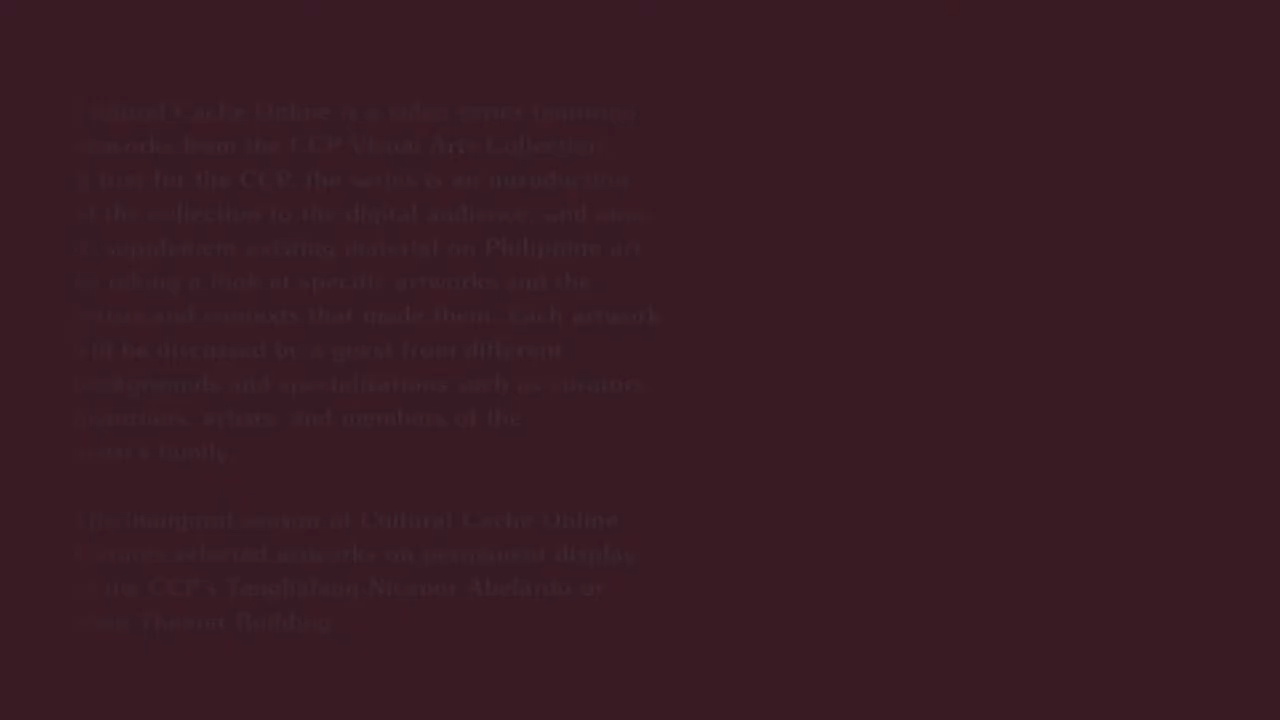 Cultural Cache Online is a video series featuring
artworks from the CCP Visual Arts Collection.
A first for the CCP, the series is an introduction
of the collection to the digital audience, and aims
to supplement existing material on Philippine art
by taking a look at specific artworks and the
artists and contexts that made them. Each artwork
will be discussed by a guest from different
backgrounds and specializations such as curators,
historians, artists, and members of the
artist's family.
The inaugural season of Cultural Cache Online
features selected artworks on permanent display
at the CCP's Tanghalang Nicanor Abelardo or
Main Theater Building.